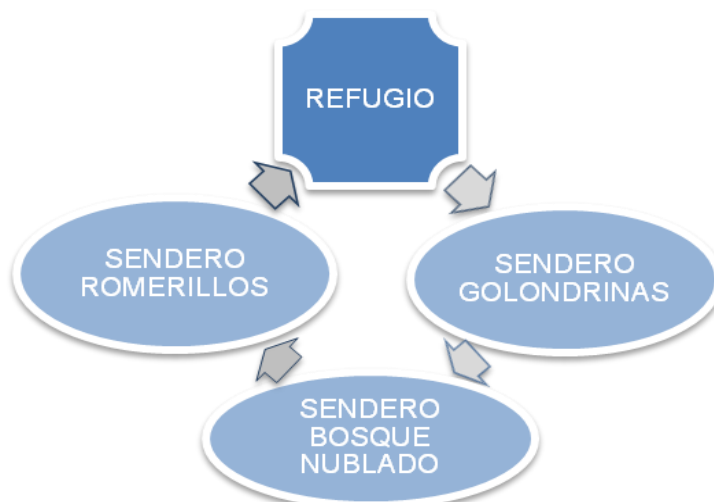 REFUGIO
SENDERO
ROMERILLOS
SENDERO
GOLONDRINAS
SENDERO
BOSQUE
NUBLADO